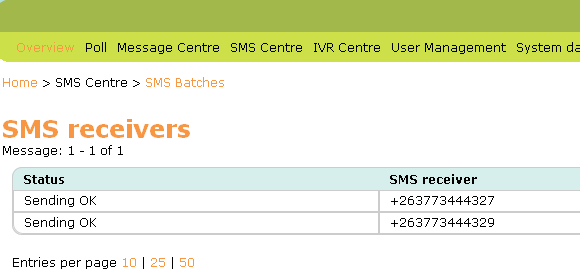 Overview Poll Message Centre SMS Centre IVR Centre User Management System da
Home > SMS Centre > SMS Batches
SMS receivers
Message: 1 - 1 of 1
Status SMS receiver
Sending OK +263773444327
Sending OK +263773444329
Entries per page 10 | 25 | 50